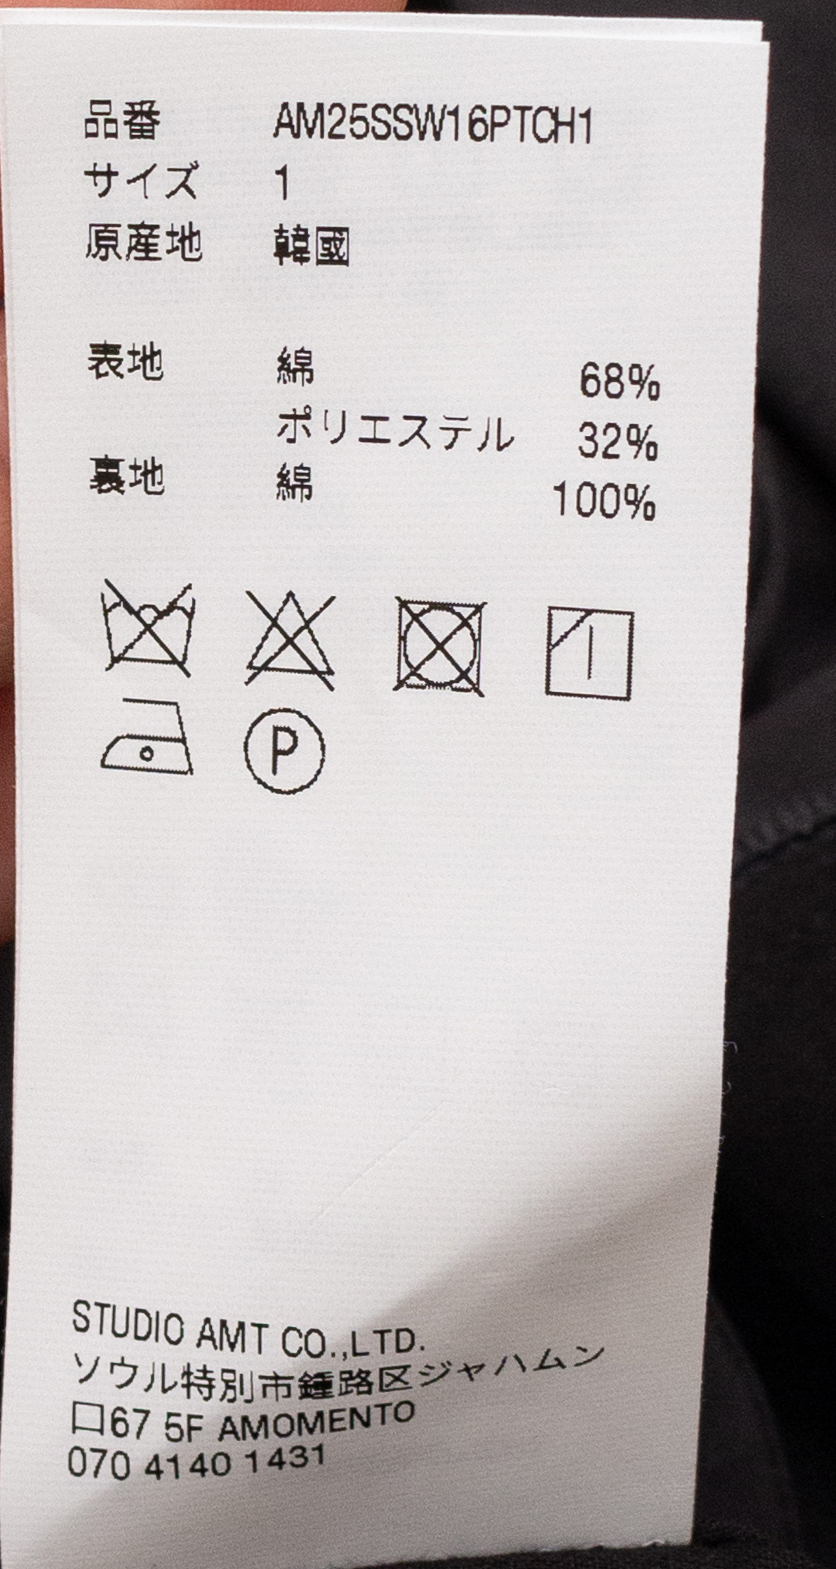 品番 AM25SSW16PTCH1
サイズ 1
原産地 韓國
表地 綿 68%
ポリエステル 32%
裏地 綿 100%
P
STUDIO AMT CO.,LTD.
ソウル特別市鍾路区ジャハムン
口67 5F AMOMENTO
070 4140 1431